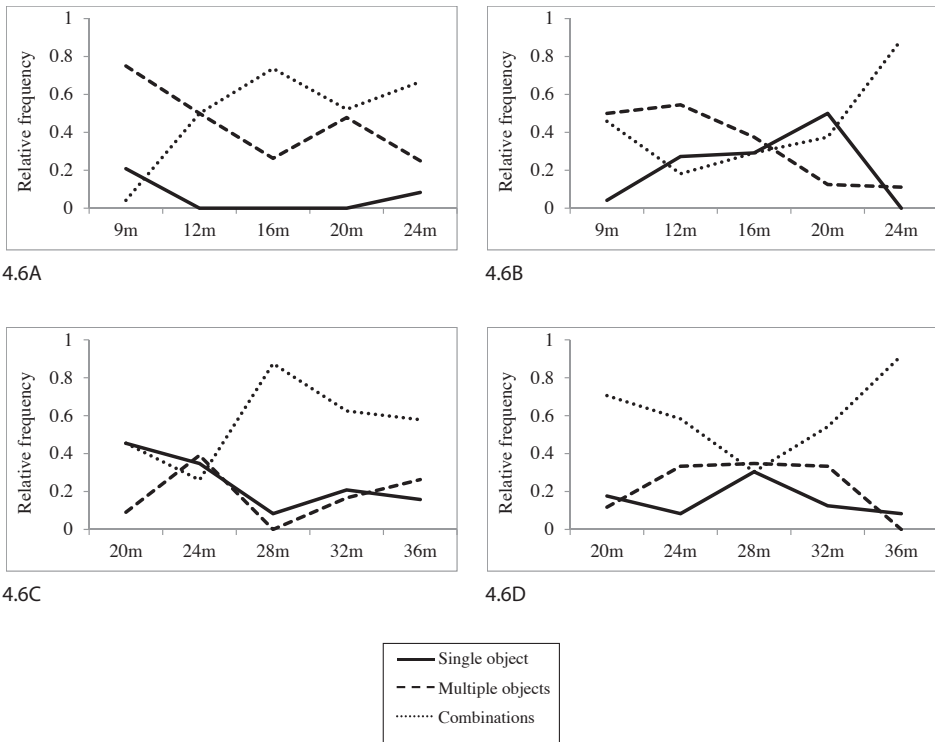 1
0.8
0.6
0.4
0.2
0
Relative frequency
9m 12m 16m 20m 24m
4.6A
1
0.8
0.6
0.4
0.2
0
Relative frequency
9m 12m 16m 20m 24m
4.6B
1
0.8
0.6
0.4
0.2
0
Relative frequency
20m 24m 28m 32m 36m
4.6C
1
0.8
0.6
0.4
0.2
0
Relative frequency
20m 24m 28m 32m 36m
4.6D
Single object
Multiple objects
Combinations